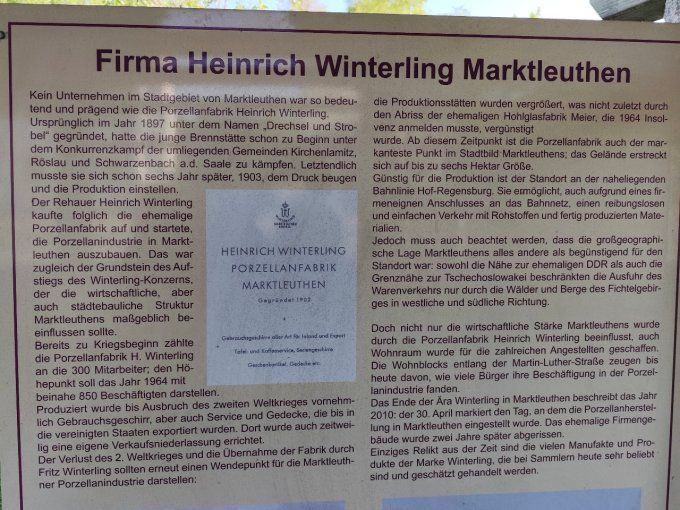 Firma Heinrich Winterling Marktleuthen
Kein Unternehmen im Stadtgebiet von Marktleuthen war so bedeu-
tend und prägend wie die Porzellanfabrik Heinrich Winterling.
Ursprünglich im Jahr 1897 unter dem Namen „Drechsel und Stro-
bel“ gegründet, hatte die junge Brennstätte schon zu Beginn unter
dem Konkurrenzkampf der umliegenden Gemeinden Kirchenlamitz,
Röslau und Schwarzenbach a.d. Saale zu kämpfen. Letztendlich
musste sie sich schon sechs Jahre später, 1903, dem Druck beugen
und die Produktion einstellen.
Der Rehauer Heinrich Winterling
kaufte folglich die ehemalige
Porzellanfabrik auf und startete,
die Porzellanindustrie in Markt-
leuthen auszubauen. Das war
zugleich der Grundstein des Auf-
stiegs des Winterling-Konzerns,
der die wirtschaftliche, aber
auch städtebauliche Struktur
Marktleuthens maßgeblich be-
einflussen sollte.
Bereits zu Kriegsbeginn zählte
die Porzellanfabrik H. Winterling
an die 300 Mitarbeiter; den Hö-
hepunkt soll das Jahr 1964 mit
beinahe 850 Beschäftigten darstellen.
Produziert wurde bis Ausbruch des zweiten Weltkrieges vornehm-
lich Gebrauchsgeschirr, aber auch Service und Gedecke, die bis in
die vereinigten Staaten exportiert wurden. Dort wurde auch zeitwei-
lig eine eigene Verkaufsniederlassung errichtet.
Der Verlust des 2. Weltkrieges und die Übernahme der Fabrik durch
Fritz Winterling sollten erneut einen Wendepunkt für die Marktleuth-
ner Porzellanindustrie darstellen:
HEINRICH WINTERLING
PORZELLANFABRIK
MARKTLEUTHEN
Gegründet 1903
Gebrauchsgeschirre aller Art für Inland und Export
Tafel- und Kaffeeservice, Seriengeschirre
Geschenkartikel, Gedecke etc.
die Produktionsstätten wurden vergrößert, was nicht zuletzt durch
den Abriss der ehemaligen Hohlglasfabrik Meier, die 1964 Insol-
venz anmelden musste, vergünstigt
wurde. Ab diesem Zeitpunkt ist die Porzellanfabrik auch der mar-
kanteste Punkt im Stadtbild Marktleuthens; das Gelände erstreckt
sich auf bis zu sechs Hektar Größe.
Günstig für die Produktion ist der Standort an der naheliegenden
Bahnlinie Hof-Regensburg. Sie ermöglicht, auch aufgrund eines fir-
meneignen Anschlusses an das Bahnnetz, einen reibungslosen
und einfachen Verkehr mit Rohstoffen und fertig produzierten Mate-
rialien.
Jedoch muss auch beachtet werden, dass die großgeographi-
sche Lage Marktleuthens alles andere als begünstigend für den
Standort war: sowohl die Nähe zur ehemaligen DDR als auch die
Grenznähe zur Tschechoslowakei beschränkten die Ausfuhr des
Warenverkehrs nur durch die Wälder und Berge des Fichtelgebir-
ges in westliche und südliche Richtung.
Doch nicht nur die wirtschaftliche Stärke Marktleuthens wurde
durch die Porzellanfabrik Heinrich Winterling beeinflusst, auch
Wohnraum wurde für die zahlreichen Angestellten geschaffen.
Die Wohnblocks entlang der Martin-Luther-Straße zeugen bis
heute davon, wie viele Bürger ihre Beschäftigung in der Porzel-
lanindustrie fanden.
Das Ende der Ära Winterling in Marktleuthen beschreibt das Jahr
2010: der 30. April markiert den Tag, an dem die Porzellanherstel-
lung in Marktleuthen eingestellt wurde. Das ehemalige Firmenge-
bäude wurde zwei Jahre später abgerissen.
Einziges Relikt aus der Zeit sind die vielen Manufakte und Pro-
dukte der Marke Winterling, die bei Sammlern heute sehr beliebt
sind und geschätzt gehandelt werden.